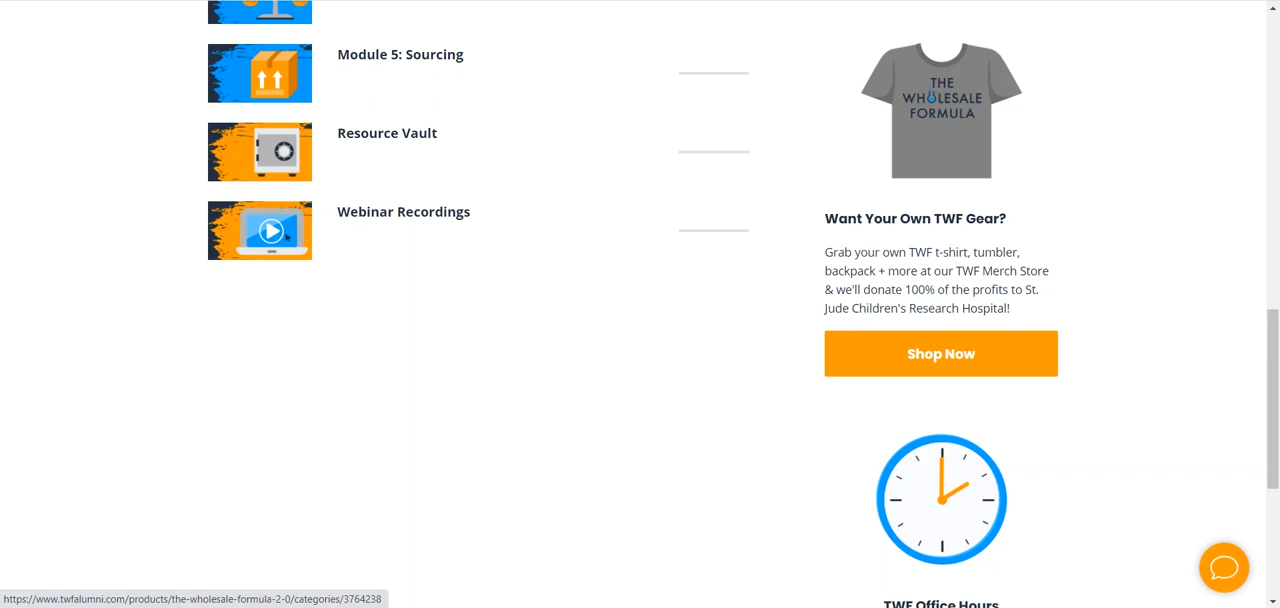 Module 5: Sourcing
Resource Vault
Webinar Recordings
THE
WHOLESALE
FORMULA
Want Your Own TWF Gear?
Grab your own TWF t-shirt, tumbler,
backpack + more at our TWF Merch Store
& we'll donate 100% of the profits to St.
Jude Children's Research Hospital!
Shop Now
TWF Office Hours
https://www.twfalumni.com/products/the-wholesale-formula-2-0/categories/3764238